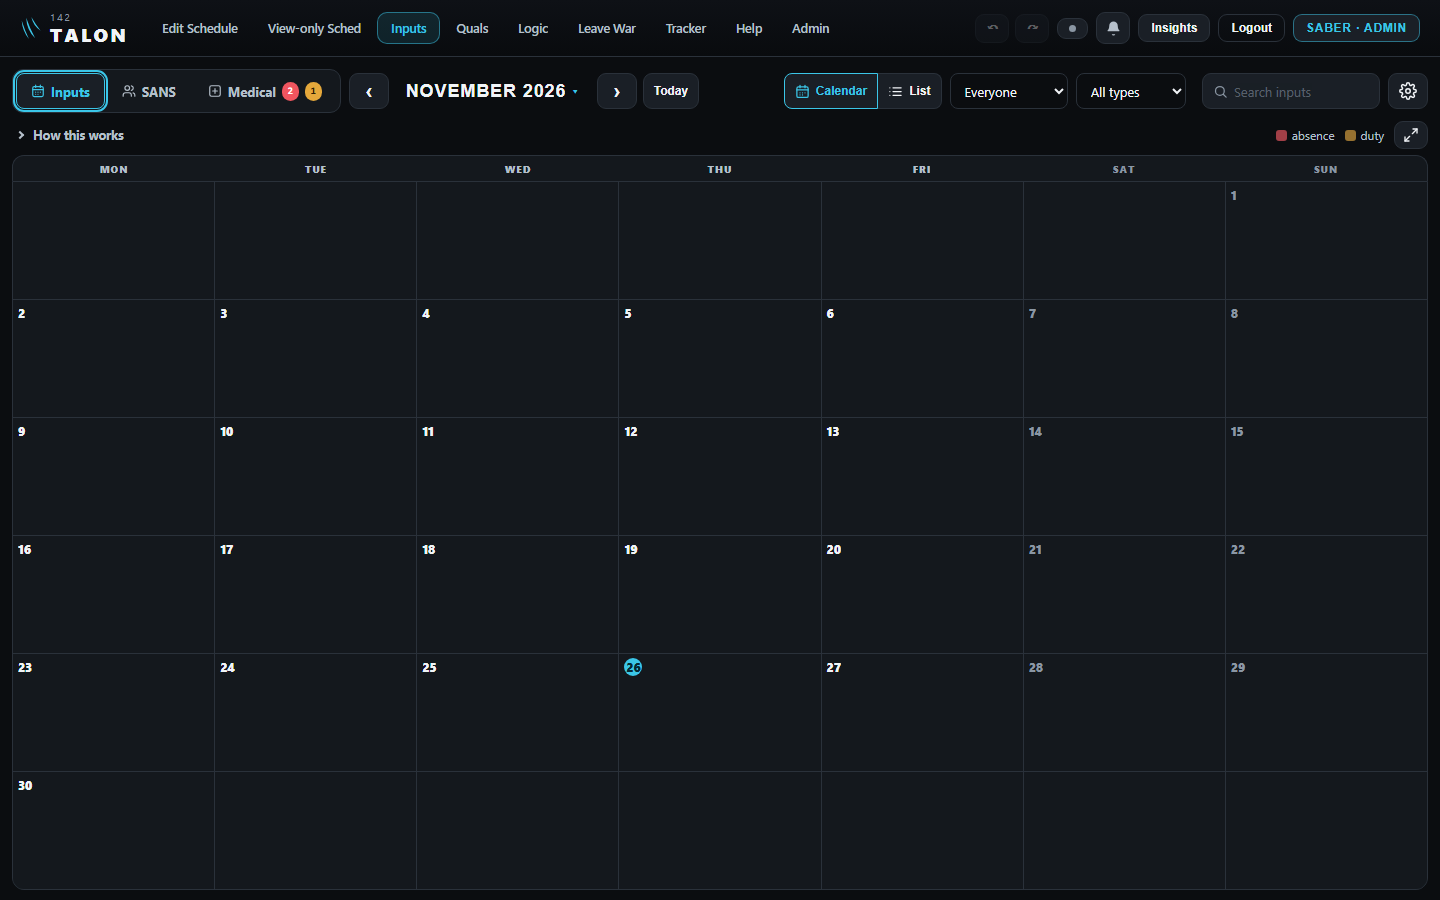 142
TALON
Edit Schedule
View-only Sched
Inputs
Quals
Logic
Leave War
Tracker
Help
Admin
Insights
Logout
SABER · ADMIN
Inputs
SANS
Medical 2 1
‹
NOVEMBER 2026
›
Today
Calendar
List
Everyone
All types
Search inputs
How this works
absence
duty
MON TUE WED THU FRI SAT SUN
1
2 3 4 5 6 7 8
9 10 11 12 13 14 15
16 17 18 19 20 21 22
23 24 25 26 27 28 29
30